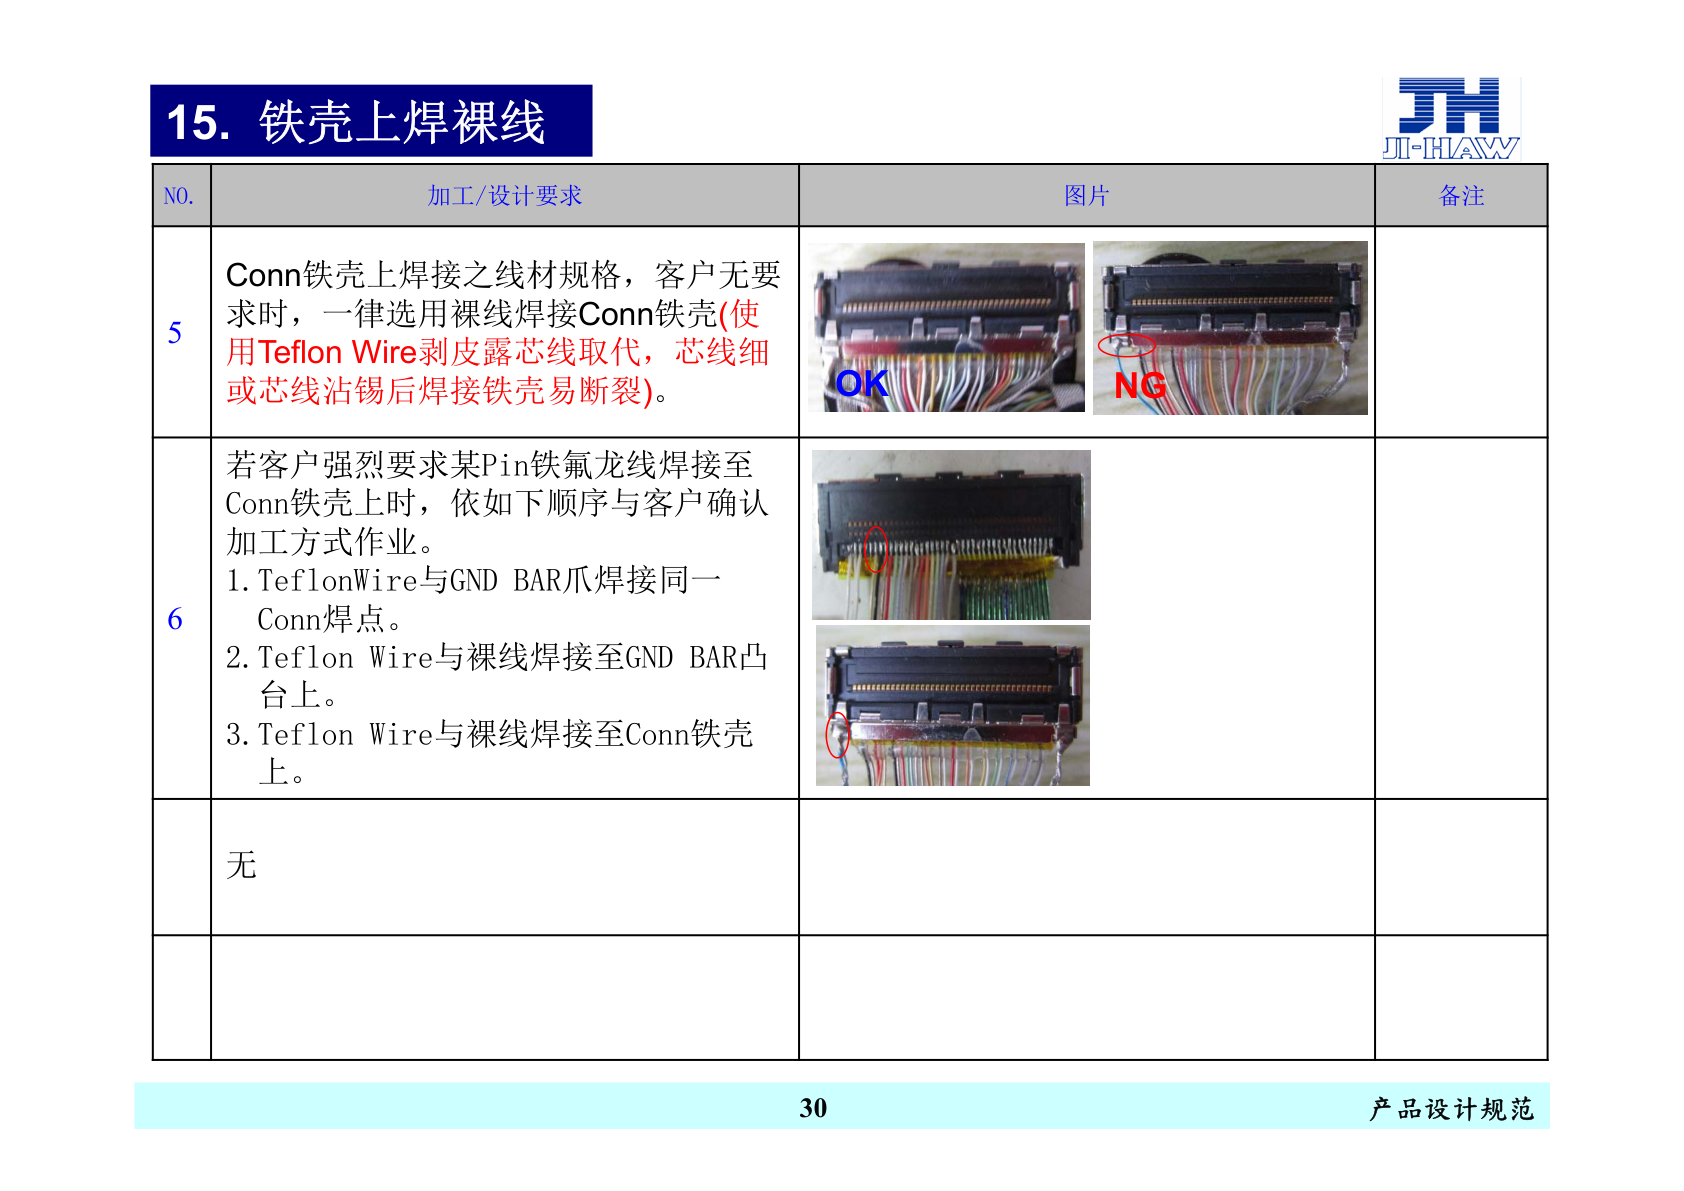 15. 铁壳上焊裸线
JH
JI-HAW
NO.
加工/设计要求
图片
备注
5
Conn铁壳上焊接之线材规格，客户无要
求时，一律选用裸线焊接Conn铁壳(使
用Teflon Wire剥皮露芯线取代，芯线细
或芯线沾锡后焊接铁壳易断裂)。
OK
NG
6
若客户强烈要求某Pin铁氟龙线焊接至
Conn铁壳上时，依如下顺序与客户确认
加工方式作业。
1.TeflonWire与GND BAR爪焊接同一
Conn焊点。
2.Teflon Wire与裸线焊接至GND BAR凸
台上。
3.Teflon Wire与裸线焊接至Conn铁壳
上。
无
30
产品设计规范